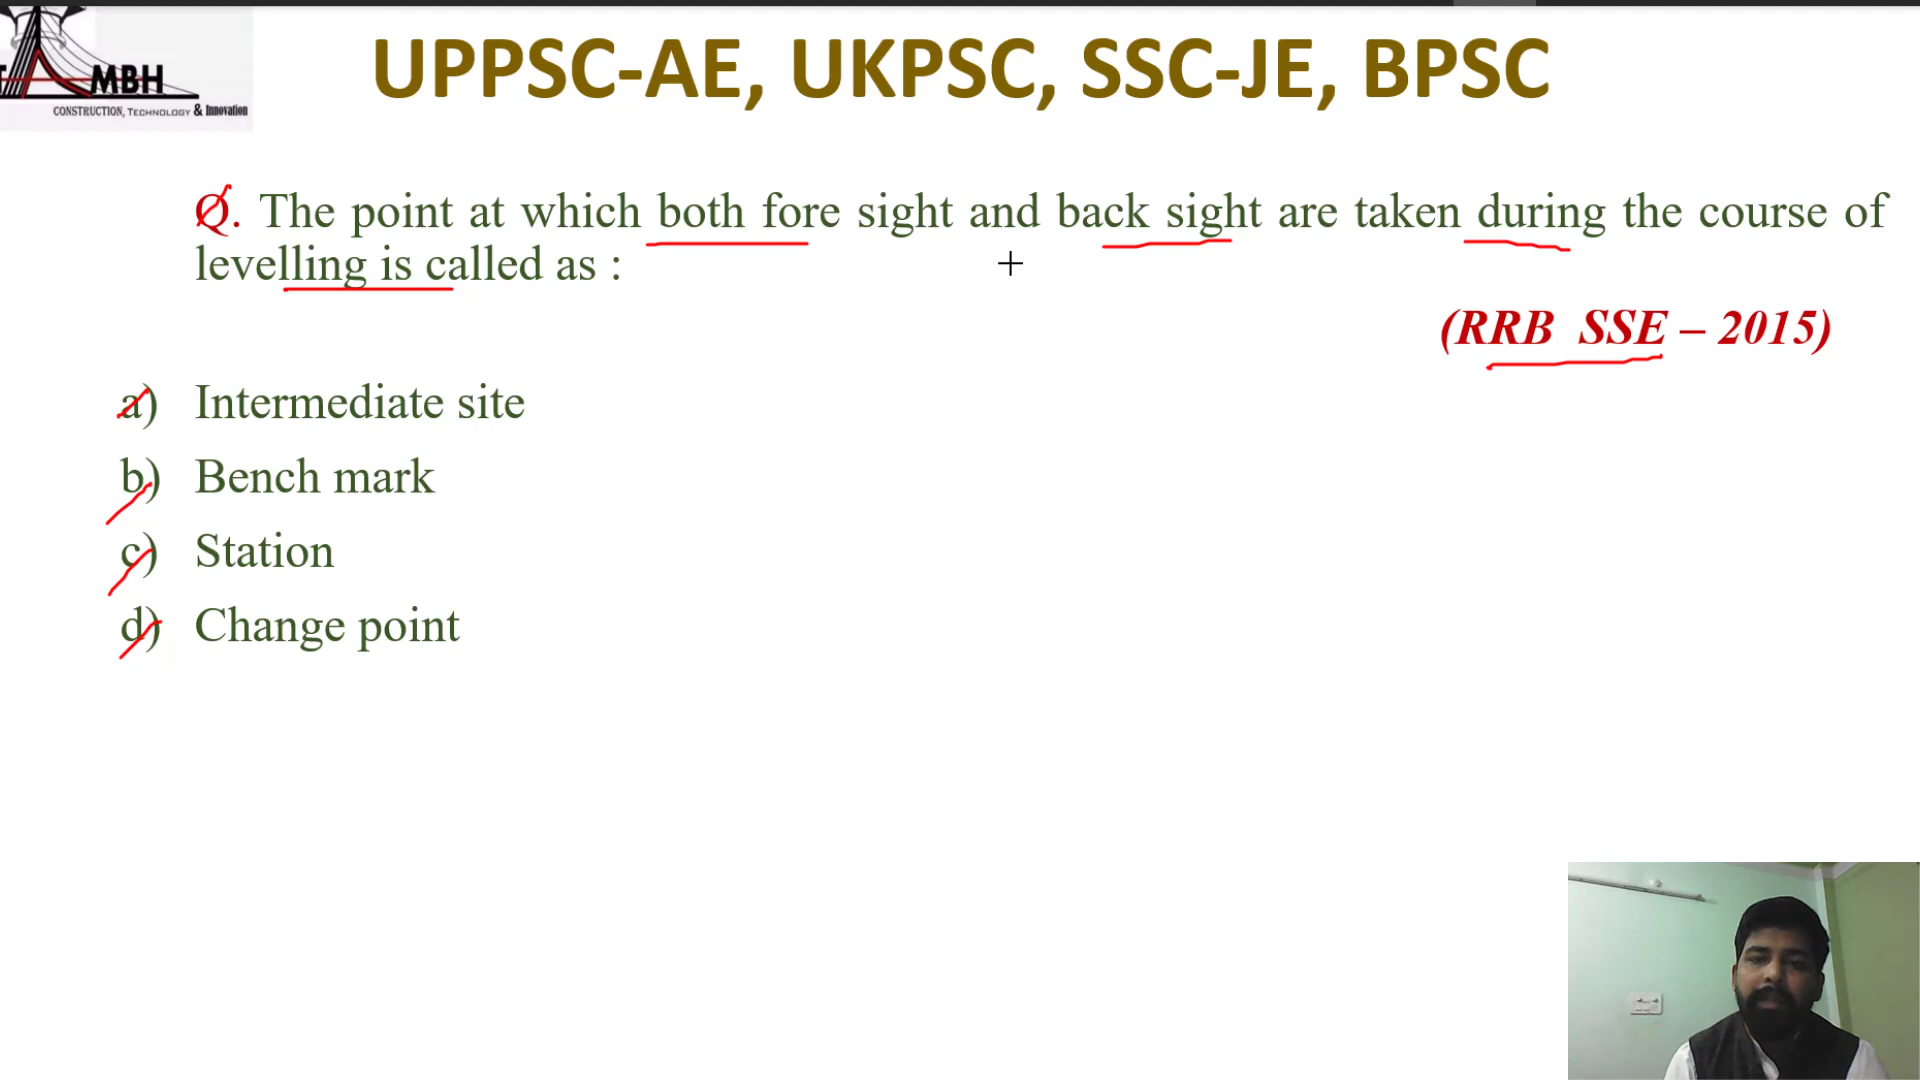 MBH
CONSTRUCTION, TECHNOLOGY & Innovation
UPPSC-AE, UKPSC, SSC-JE, BPSC
Q. The point at which both fore sight and back sight are taken during the course of
levelling is called as :
(RRB SSE – 2015)
a) Intermediate site
b) Bench mark
c) Station
d) Change point